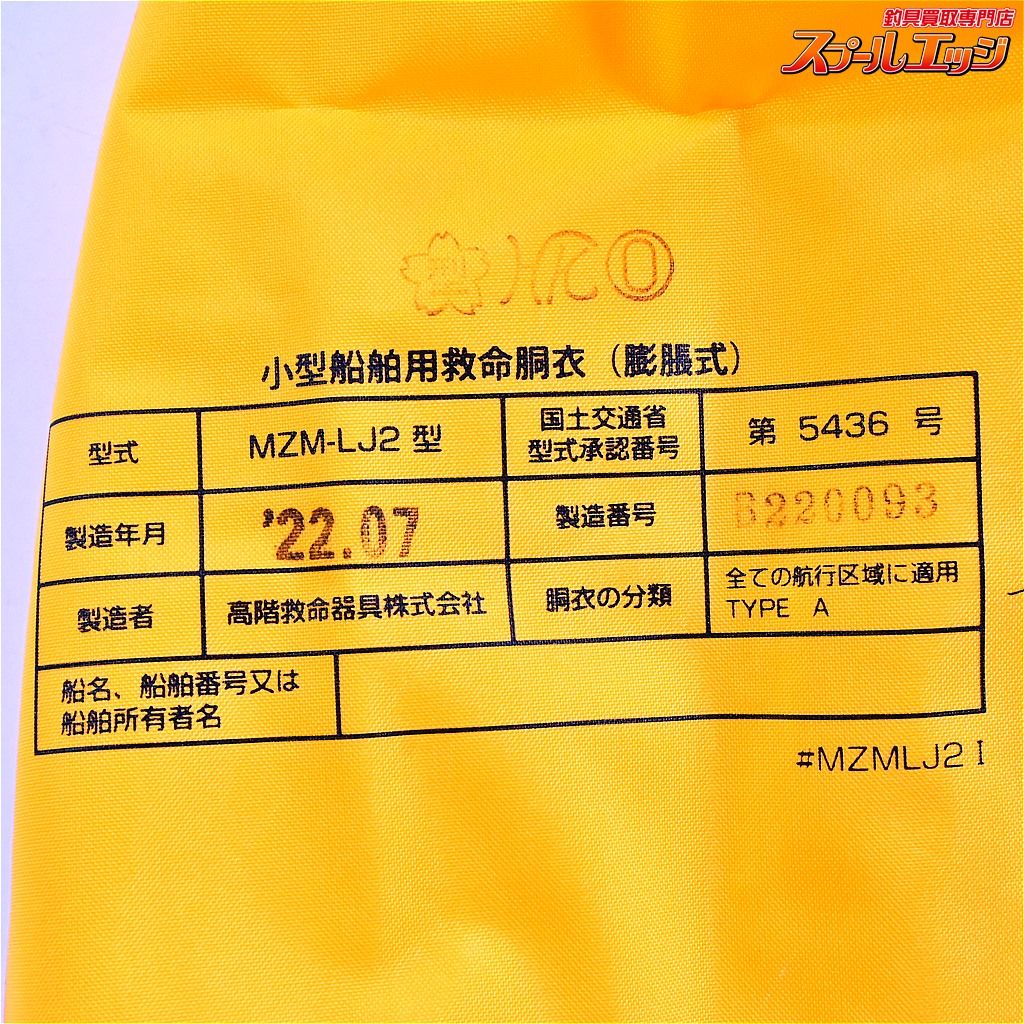 釣具買取専門店
スプールエッジ
小型船舶用救命胴衣（膨脹式）
型式
MZM-LJ2 型
国土交通省
型式承認番号
第 5436 号
製造年月
'22.07
製造番号
B220093
製造者
高階救命器具株式会社
胴衣の分類
全ての航行区域に適用
TYPE A
船名、船舶番号又は
船舶所有者名
#MZMLJ2 I